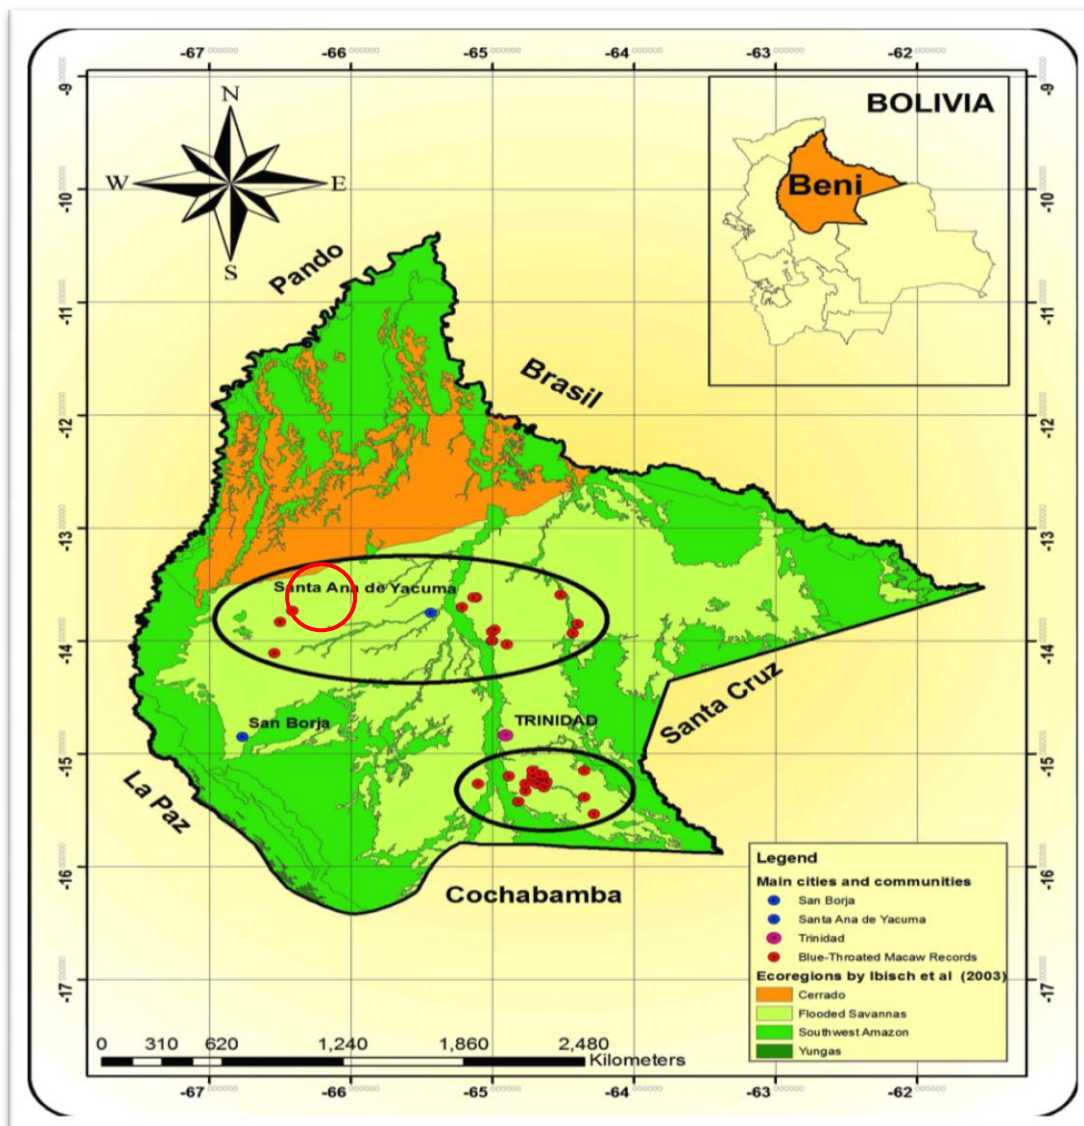 -67 -66 -65 -64 -63 -62
-9 -9
BOLIVIA
N
Beni
W E
-10 -10
S
Pando
-11 -11
Brasil
-12 -12
-13 -13
Santa Ana de Yacuma
-14 -14
Santa Cruz
San Borja
TRINIDAD
-15 -15
La Paz
-16 -16
Cochabamba
Legend
Main cities and communities
San Borja
Santa Ana de Yacuma
Trinidad
Blue-Throated Macaw Records
Ecoregions by Ibisch et al (2003)
Cerrado
Flooded Savannas
Southwest Amazon
Yungas
-17 -17
0 310 620 1,240 1,860 2,480
Kilometers
-67 -66 -65 -64 -63 -62